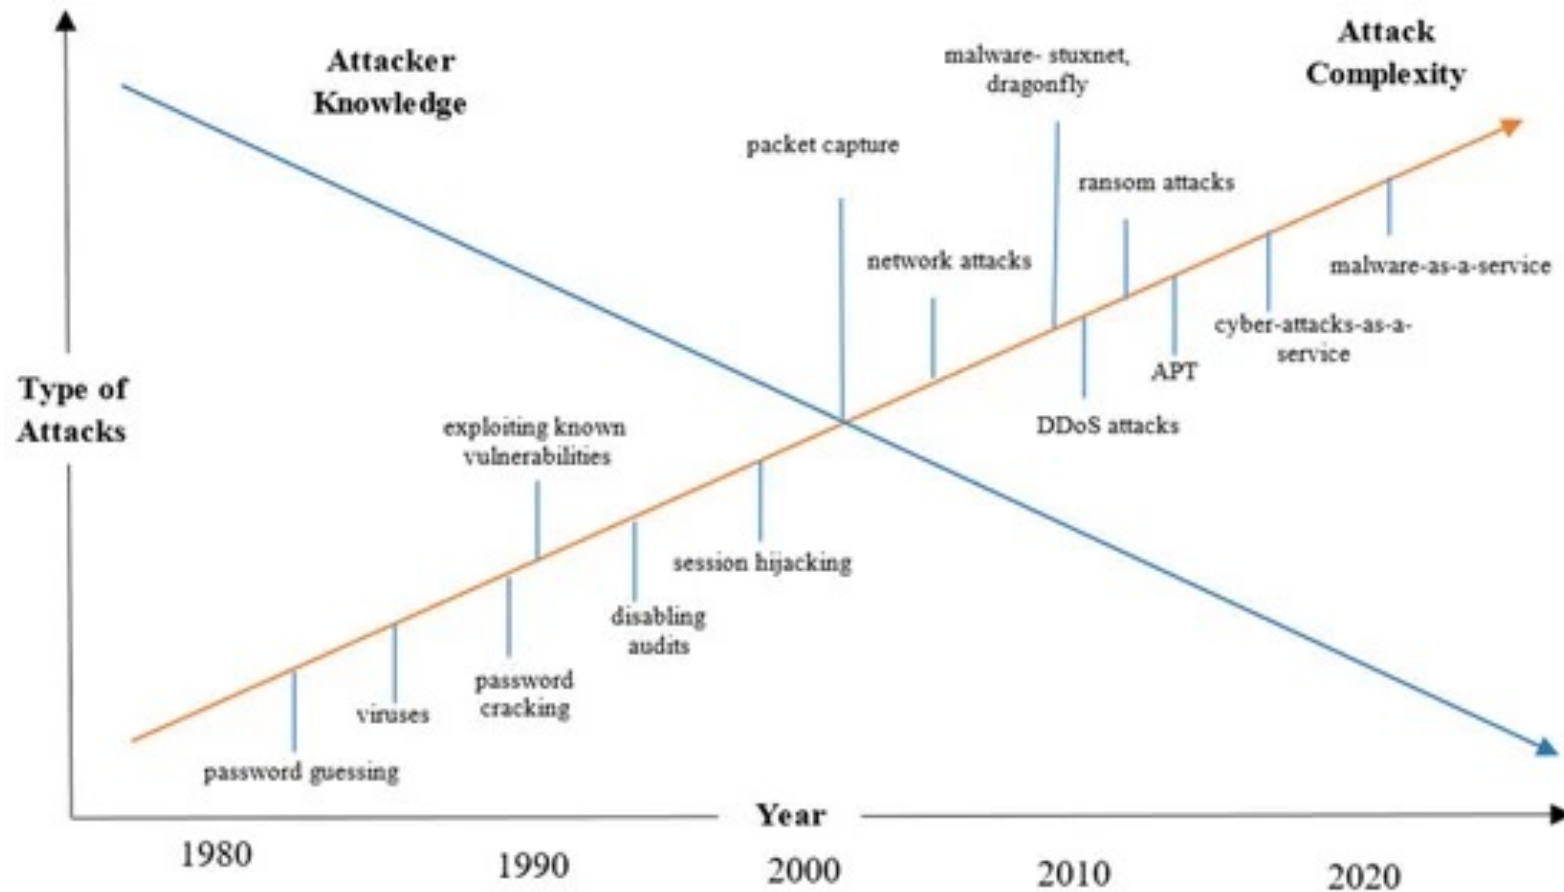 Attacker
Knowledge
Attack
Complexity
malware- stuxnet,
dragonfly
packet capture
ransom attacks
network attacks
malware-as-a-service
cyber-attacks-as-a-
service
APT
DDoS attacks
Type of
Attacks
exploiting known
vulnerabilities
session hijacking
disabling
audits
password
cracking
viruses
password guessing
Year
1980
1990
2000
2010
2020